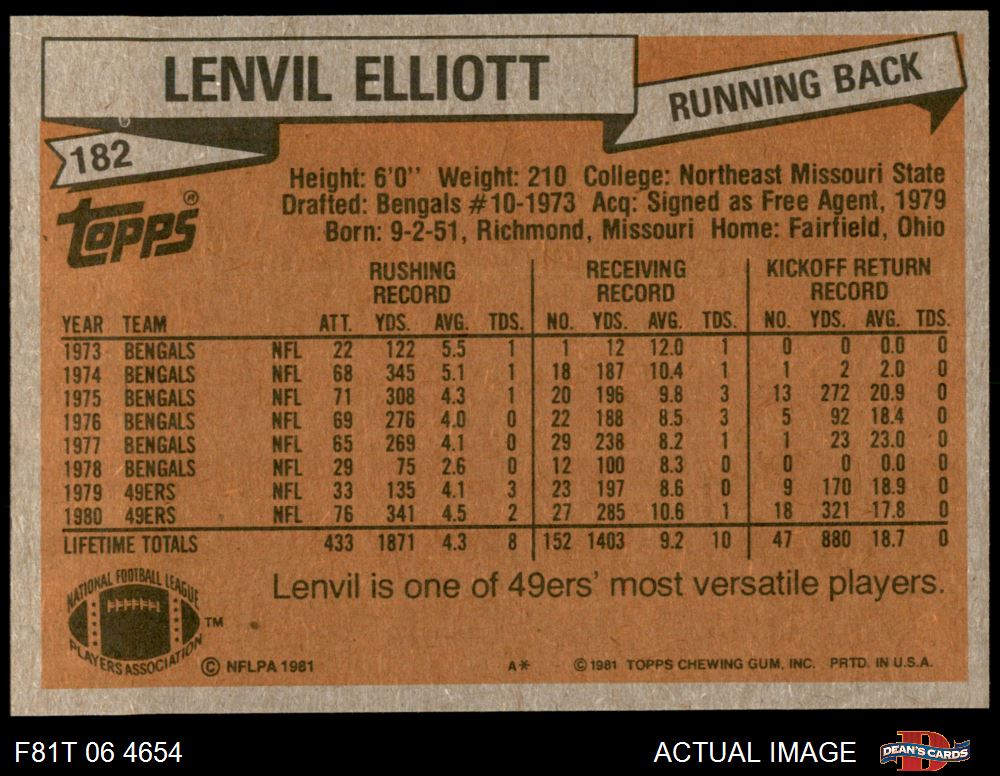 LENVIL ELLIOTT
RUNNING BACK
182
Topps®
Height: 6'0'' Weight: 210 College: Northeast Missouri State
Drafted: Bengals #10-1973 Acq: Signed as Free Agent, 1979
Born: 9-2-51, Richmond, Missouri Home: Fairfield, Ohio
RUSHING RECORD RECEIVING RECORD KICKOFF RETURN RECORD
YEAR TEAM ATT. YDS. AVG. TDS. NO. YDS. AVG. TDS. NO. YDS. AVG. TDS.
1973 BENGALS NFL 22 122 5.5 1 1 12 12.0 1 0 0 0.0 0
1974 BENGALS NFL 68 345 5.1 1 18 187 10.4 1 1 2 2.0 0
1975 BENGALS NFL 71 308 4.3 1 20 196 9.8 3 13 272 20.9 0
1976 BENGALS NFL 69 276 4.0 0 22 188 8.5 3 5 92 18.4 0
1977 BENGALS NFL 65 269 4.1 0 29 238 8.2 1 1 23 23.0 0
1978 BENGALS NFL 29 75 2.6 0 12 100 8.3 0 0 0 0.0 0
1979 49ERS NFL 33 135 4.1 3 23 197 8.6 0 9 170 18.9 0
1980 49ERS NFL 76 341 4.5 2 27 285 10.6 1 18 321 17.8 0
LIFETIME TOTALS 433 1871 4.3 8 152 1403 9.2 10 47 880 18.7 0
Lenvil is one of 49ers' most versatile players.
NATIONAL FOOTBALL LEAGUE
PLAYERS ASSOCIATION
TM
© NFLPA 1981
A*
© 1981 TOPPS CHEWING GUM, INC. PRTD. IN U.S.A.
F81T 06 4654
ACTUAL IMAGE
D
DEAN'S CARDS